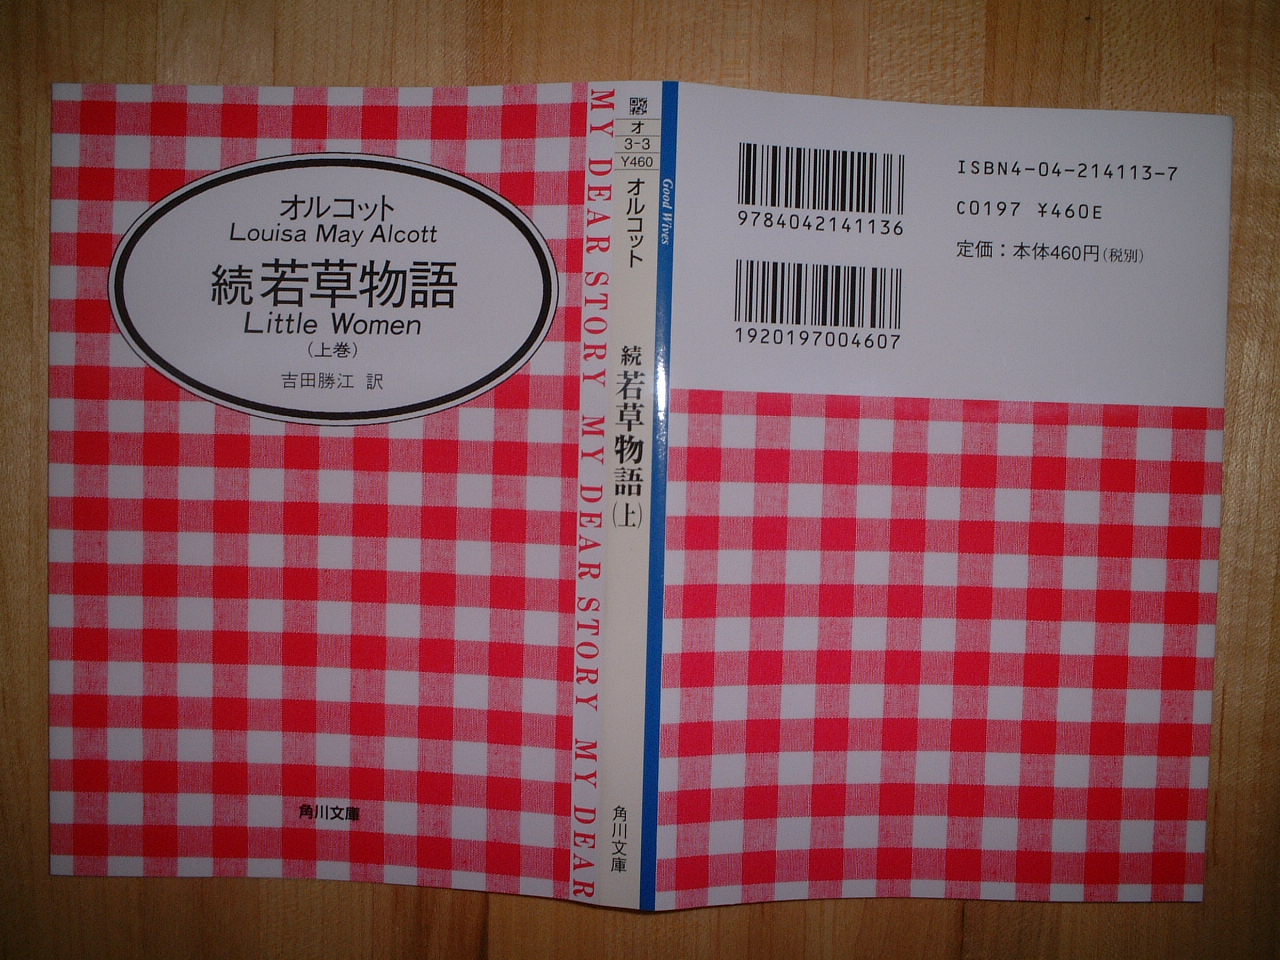 オルコット
Louisa May Alcott
続 若草物語
Little Women
(上巻)
吉田勝江 訳
角川文庫
MY DEAR STORY MY DEAR STORY MY DEAR
オ
3-3
Y460
オルコット
続 若草物語(上)
角川文庫
Good Wives
9784042141136
1920197004607
ISBN4-04-214113-7
C0197 ¥460E
定価:本体460円(税別)